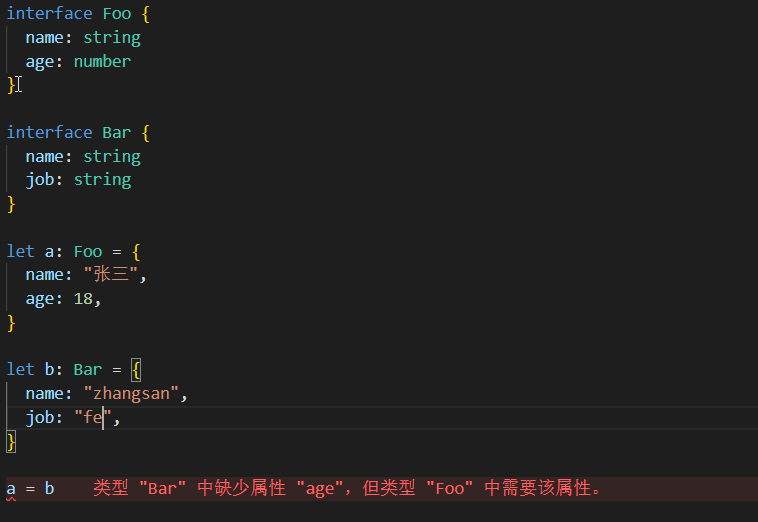 interface Foo {
name: string
age: number
}
interface Bar {
name: string
job: string
}
let a: Foo = {
name: "张三",
age: 18,
}
let b: Bar = {
name: "zhangsan",
job: "fe",
}
a = b 类型 "Bar" 中缺少属性 "age"，但类型 "Foo" 中需要该属性。